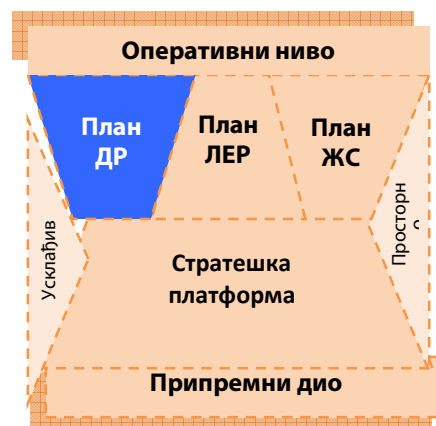 Оперативни ниво
План
ДР
План
ЛЕР
План
ЖС
Усклађив
Просторн
Стратешка
платформа
Припремни дио